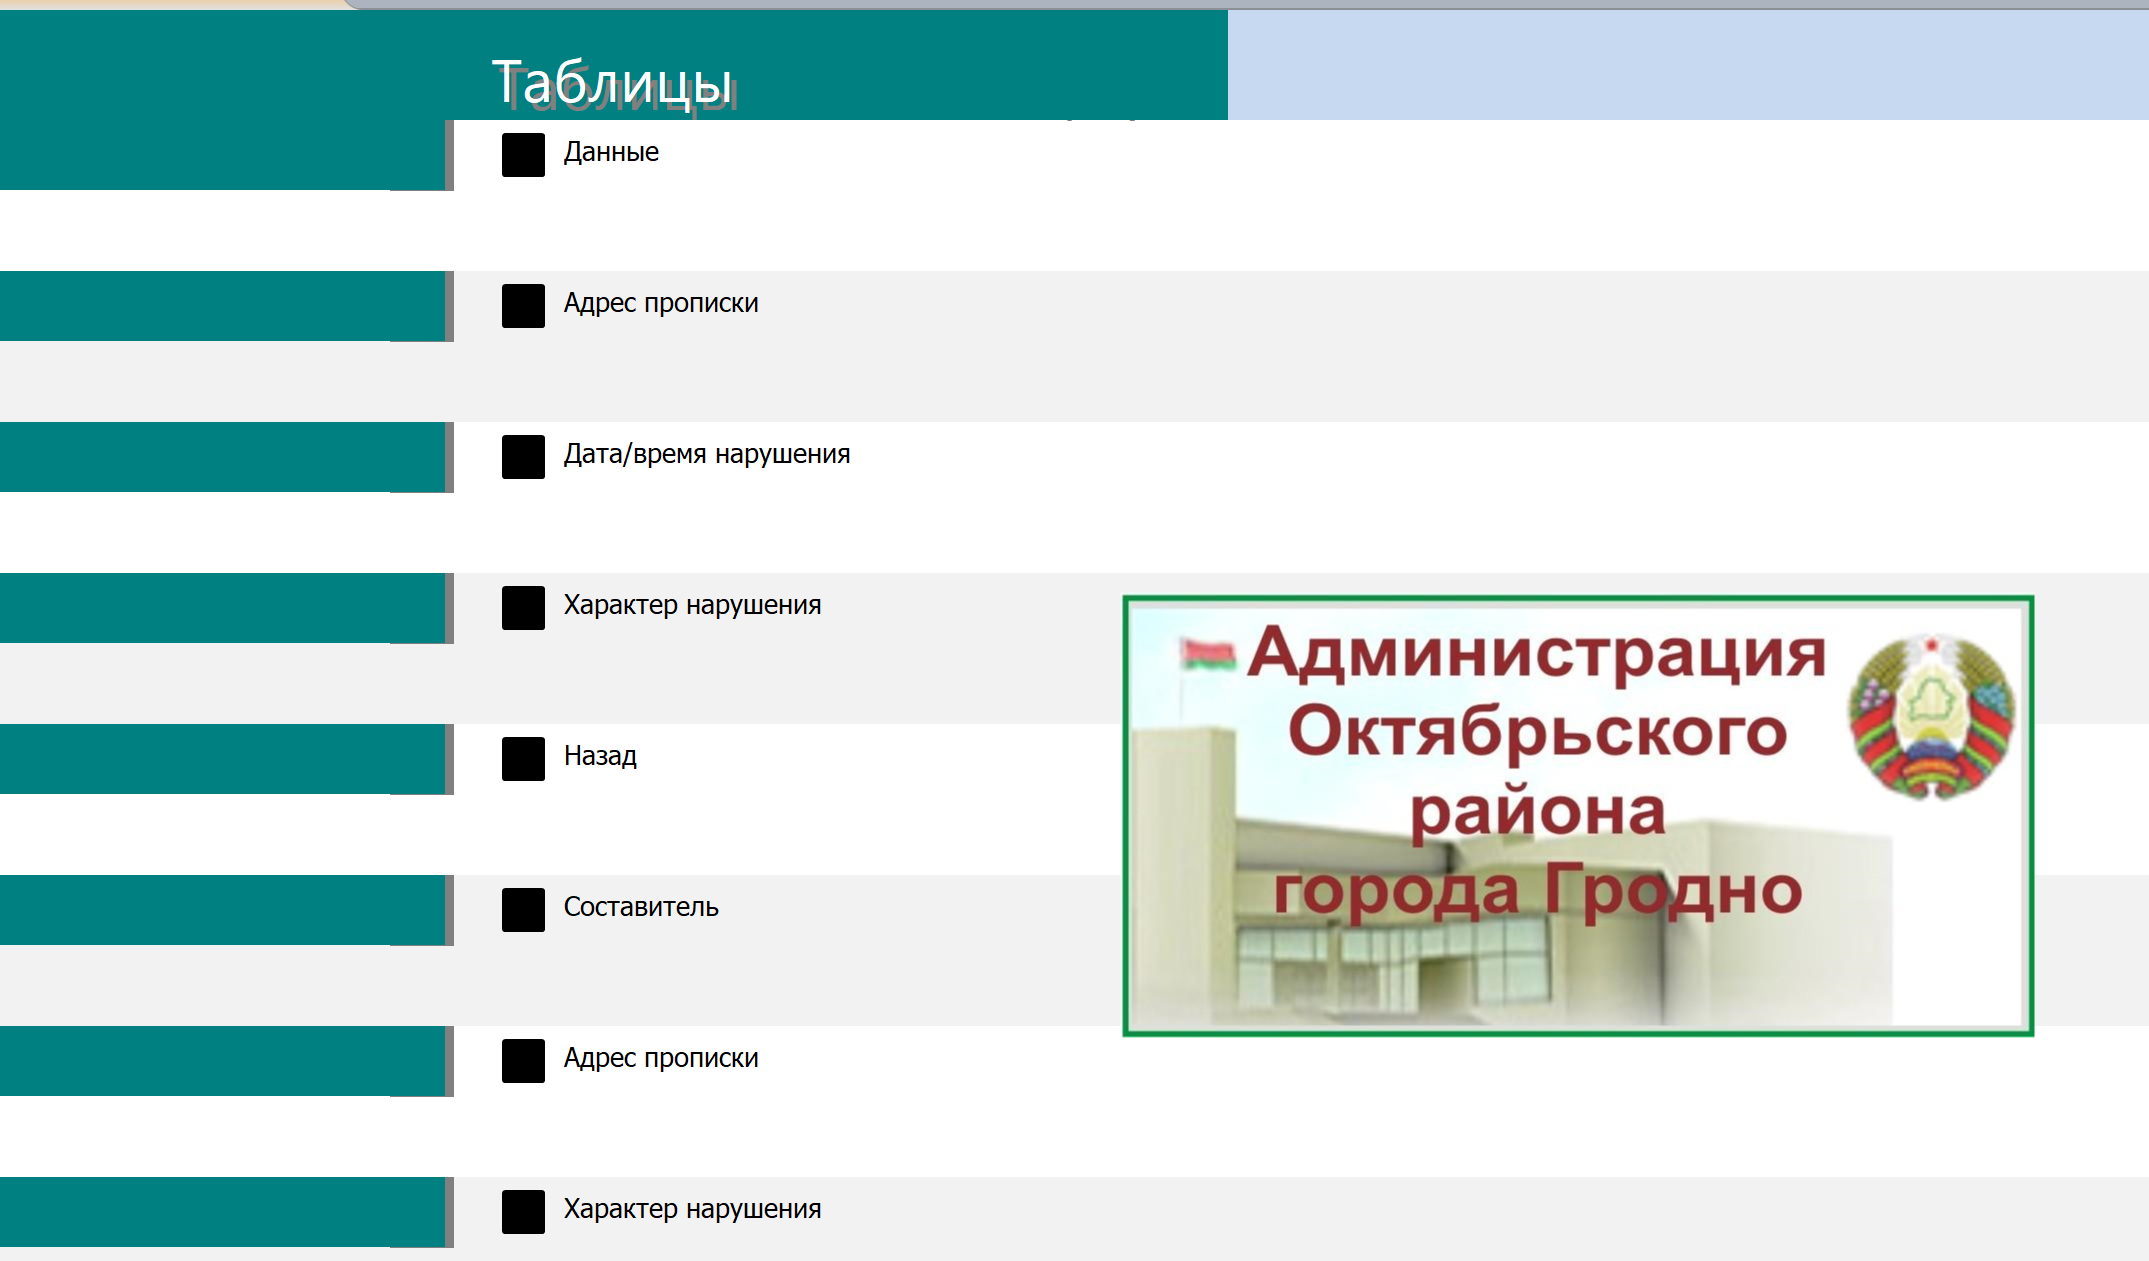 Таблицы
Данные
Адрес прописки
Дата/время нарушения
Характер нарушения
Назад
Составитель
Адрес прописки
Характер нарушения
Администрация
Октябрьского
района
города Гродно